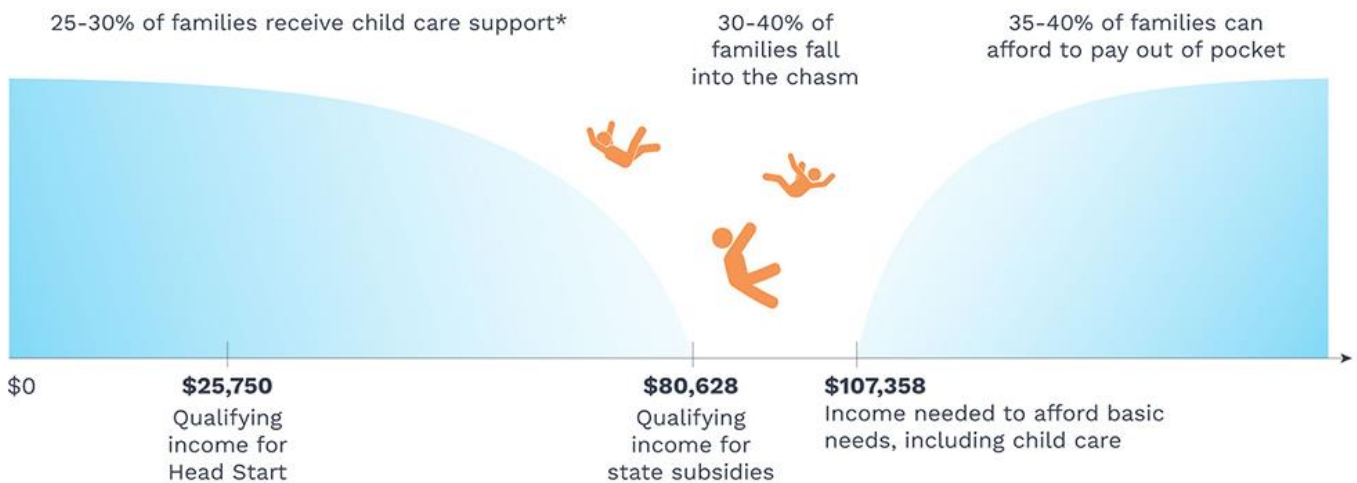 25-30% of families receive child care support*
30-40% of
families fall
into the chasm
35-40% of families can
afford to pay out of pocket
$0
$25,750
Qualifying
income for
Head Start
$80,628
Qualifying
income for
state subsidies
$107,358
Income needed to afford basic
needs, including child care